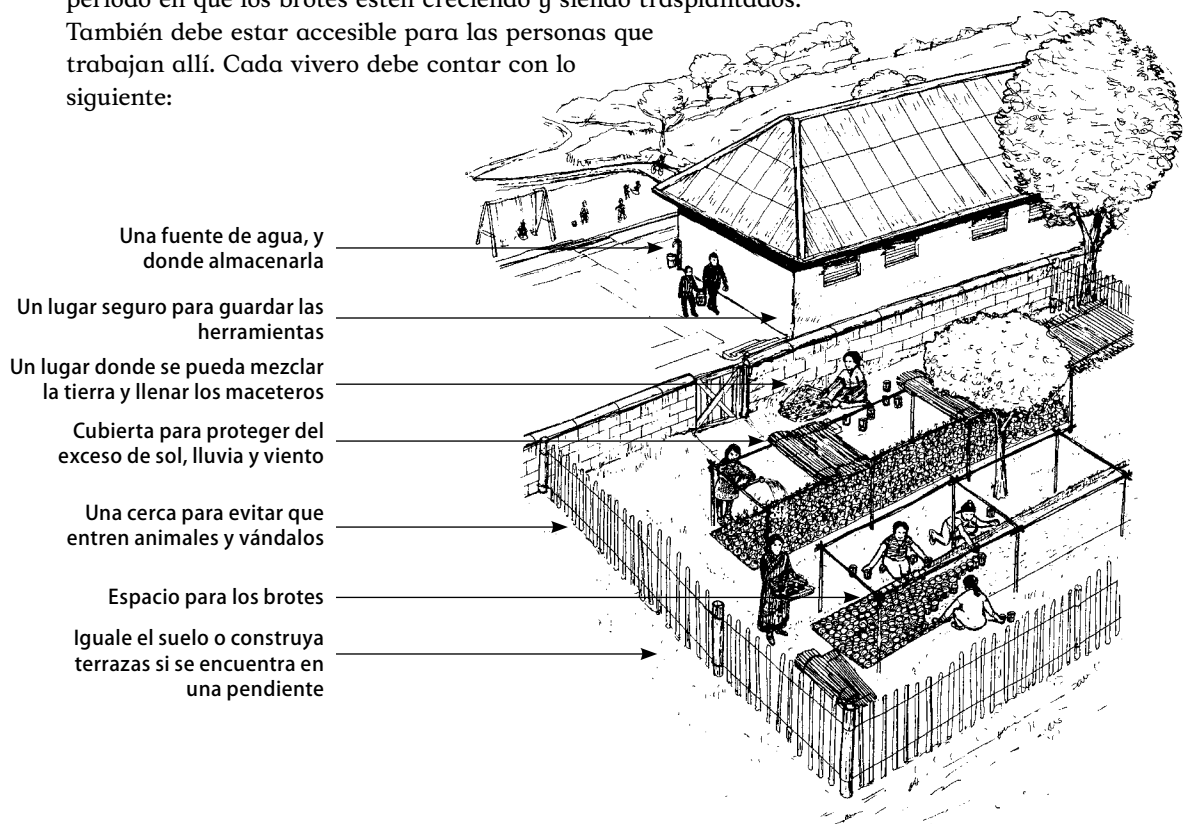 período en que los brotes estén creciendo y siendo trasplantados.
También debe estar accesible para las personas que
trabajan allí. Cada vivero debe contar con lo
siguiente:
Una fuente de agua, y
donde almacenarla
Un lugar seguro para guardar las
herramientas
Un lugar donde se pueda mezclar
la tierra y llenar los maceteros
Cubierta para proteger del
exceso de sol, lluvia y viento
Una cerca para evitar que
entren animales y vándalos
Espacio para los brotes
Iguale el suelo o construya
terrazas si se encuentra en
una pendiente